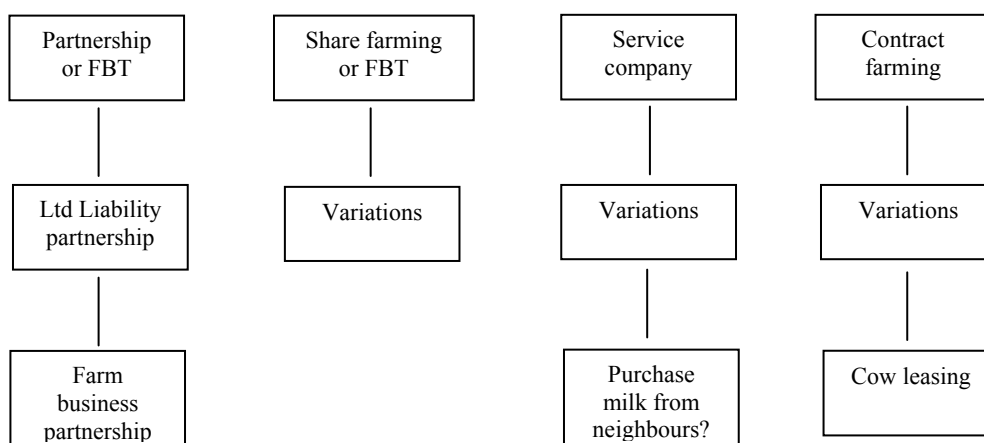 Partnership
or FBT
Share farming
or FBT
Service
company
Contract
farming
Ltd Liability
partnership
Variations
Variations
Variations
Farm
business
partnership
Purchase
milk from
neighbours?
Cow leasing